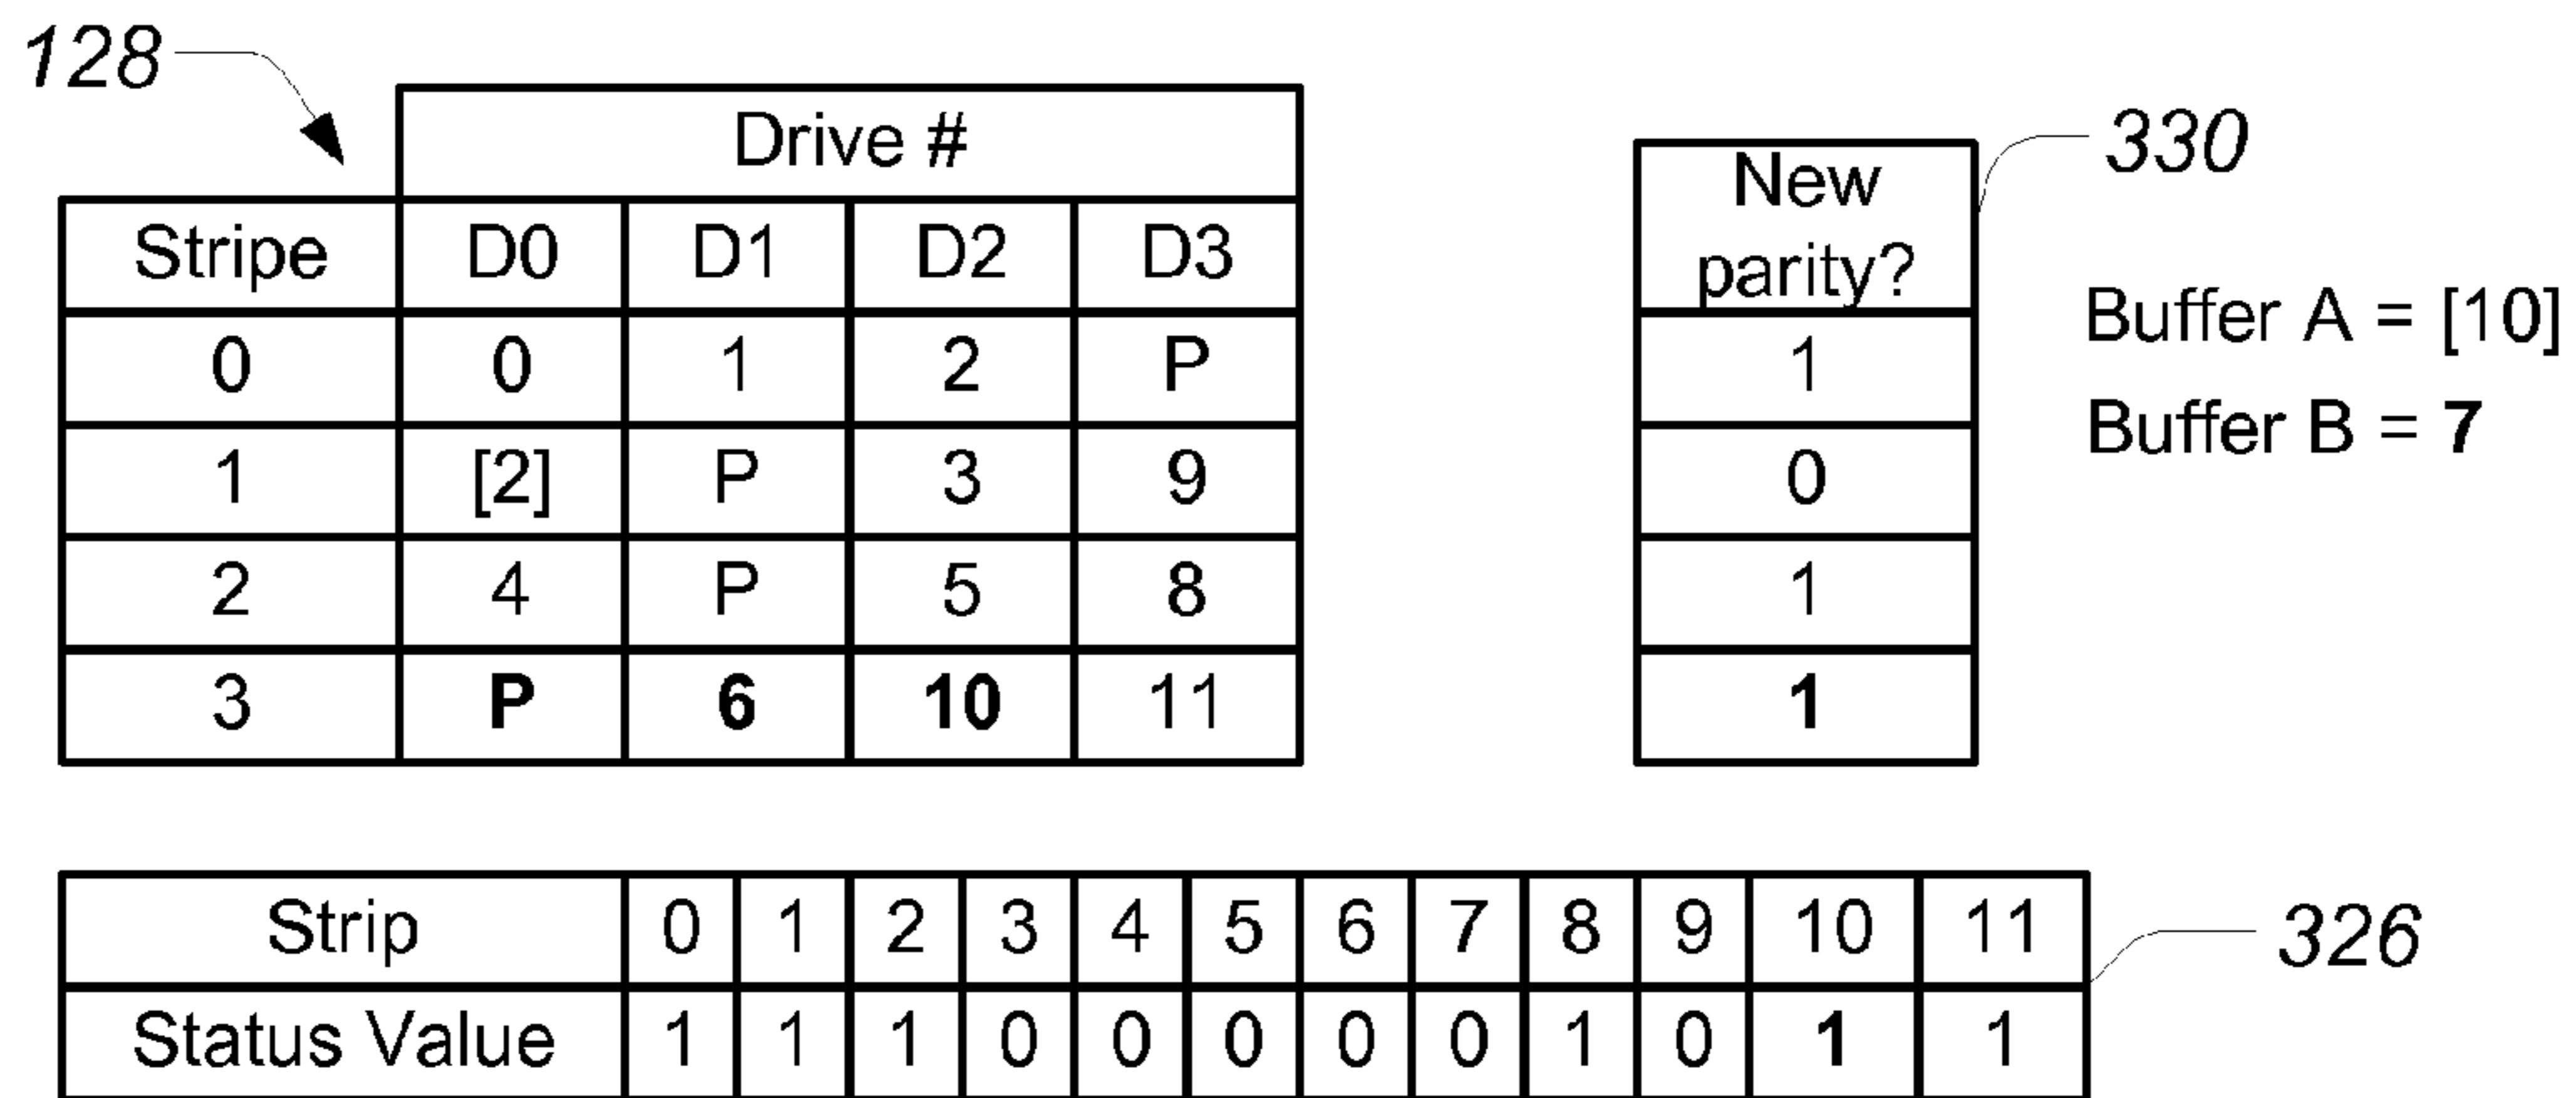 128
Drive #
Stripe D0 D1 D2 D3
0 0 1 2 P
1 [2] P 3 9
2 4 P 5 8
3 P 6 10 11
New
parity?
1
0
1
1
330
Buffer A = [10]
Buffer B = 7
Strip 0 1 2 3 4 5 6 7 8 9 10 11
Status Value 1 1 1 0 0 0 0 0 1 0 1 1
326